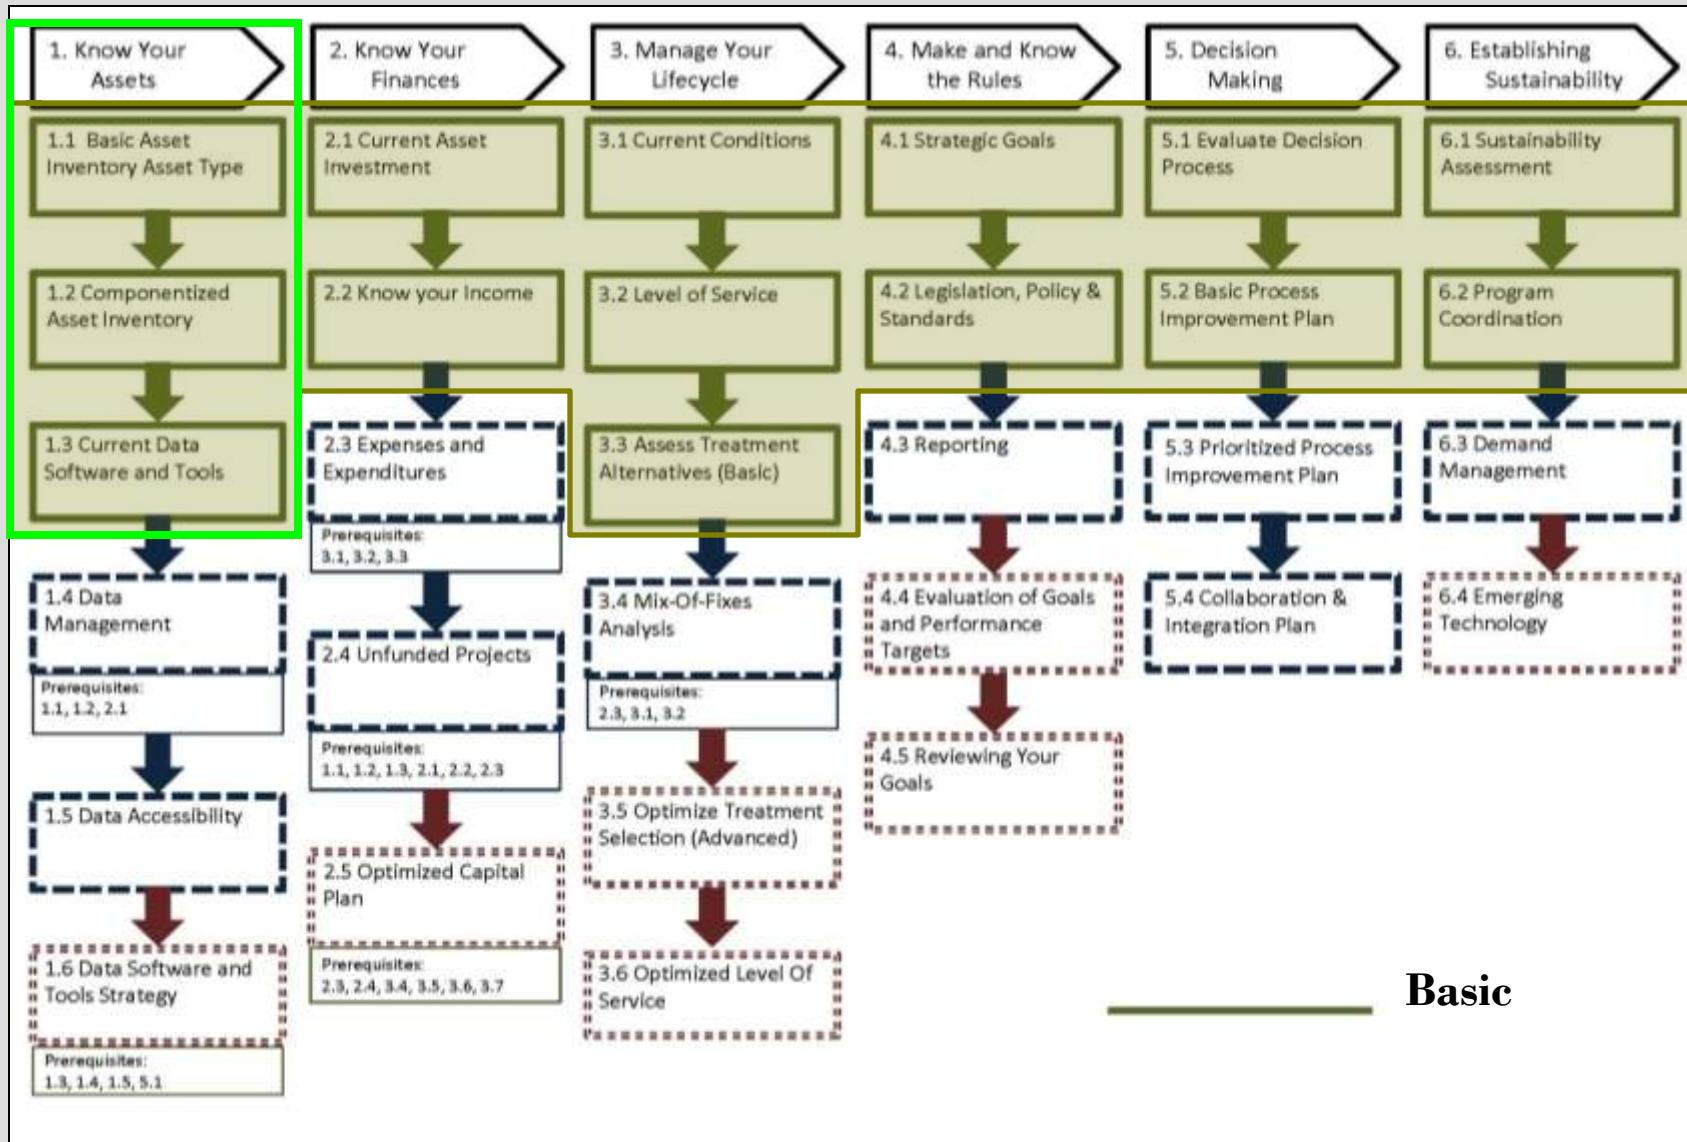 1. Know Your
Assets
2. Know Your
Finances
3. Manage Your
Lifecycle
4. Make and Know
the Rules
5. Decision
Making
6. Establishing
Sustainability
1.1 Basic Asset
Inventory Asset Type
2.1 Current Asset
Investment
3.1 Current Conditions
4.1 Strategic Goals
5.1 Evaluate Decision
Process
6.1 Sustainability
Assessment
1.2 Componentized
Asset Inventory
2.2 Know your Income
3.2 Level of Service
4.2 Legislation, Policy &
Standards
5.2 Basic Process
Improvement Plan
6.2 Program
Coordination
1.3 Current Data
Software and Tools
2.3 Expenses and
Expenditures
Prerequisites:
3.1, 3.2, 3.3
3.3 Assess Treatment
Alternatives (Basic)
4.3 Reporting
5.3 Prioritized Process
Improvement Plan
6.3 Demand
Management
1.4 Data
Management
Prerequisites:
1.1, 1.2, 2.1
2.4 Unfunded Projects
Prerequisites:
1.1, 1.2, 1.3, 2.1, 2.2, 2.3
3.4 Mix-Of-Fixes
Analysis
Prerequisites:
2.3, 3.1, 3.2
4.4 Evaluation of Goals
and Performance
Targets
5.4 Collaboration &
Integration Plan
6.4 Emerging
Technology
1.5 Data Accessibility
2.5 Optimized Capital
Plan
Prerequisites:
2.3, 2.4, 3.4, 3.5, 3.6, 3.7
3.5 Optimize Treatment
Selection (Advanced)
4.5 Reviewing Your
Goals
1.6 Data Software and
Tools Strategy
Prerequisites:
1.3, 1.4, 1.5, 5.1
3.6 Optimized Level Of
Service
Basic